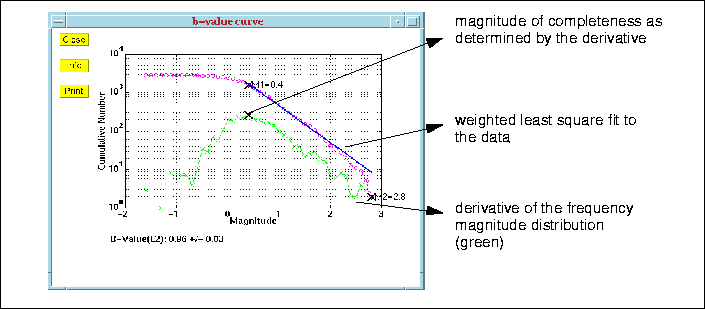 b-value curve
Close
Info
Print
10^4
10^3
10^2
10^1
10^0
Cumulative Number
M1=0.4
M2=2.8
-2
-1
0
1
2
3
Magnitude
B-Value(L2): 0.96 +/- 0.03
magnitude of completeness as
determined by the derivative
weighted least square fit to
the data
derivative of the frequency
magnitude distribution
(green)